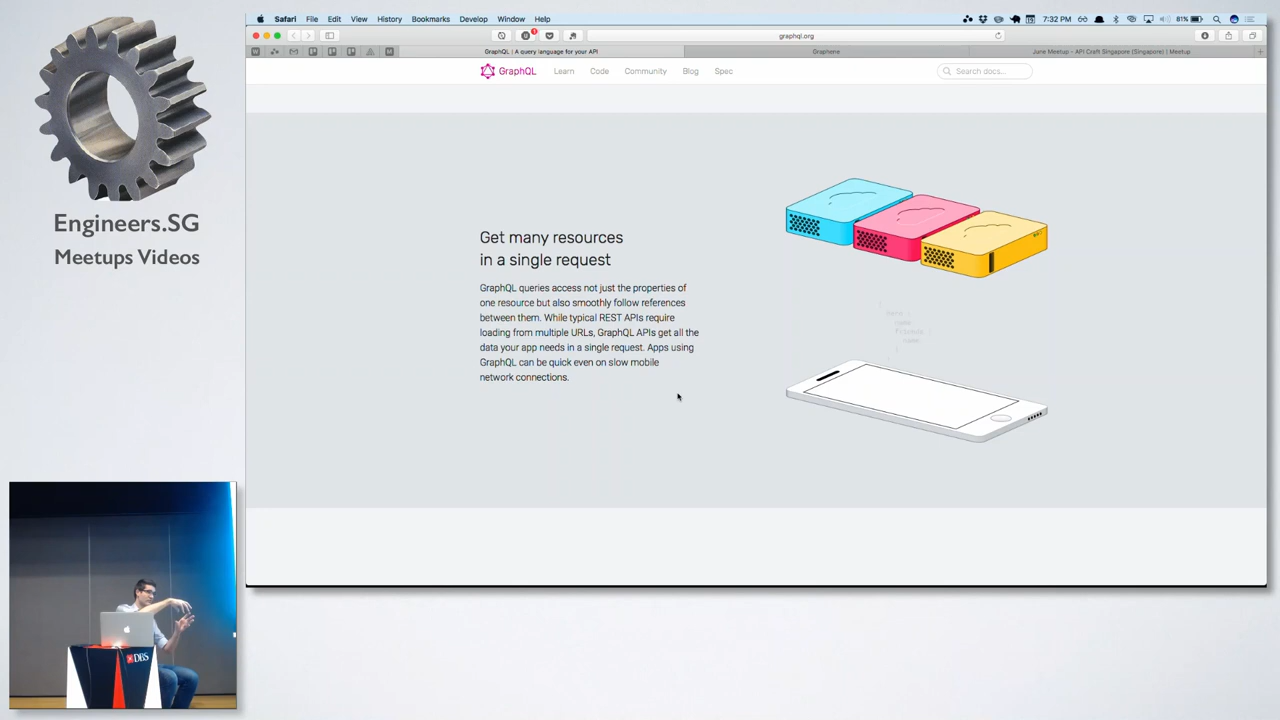 Safari File Edit View History Bookmarks Develop Window Help
7:32 PM
81%
graphql.org
GraphQL | A query language for your API
Graphene
June Meetup - API Craft Singapore (Singapore) | Meetup
GraphQL
Learn Code Community Blog Spec
Search docs...
Engineers.SG
Meetups Videos
Get many resources
in a single request
GraphQL queries access not just the properties of
one resource but also smoothly follow references
between them. While typical REST APIs require
loading from multiple URLs, GraphQL APIs get all the
data your app needs in a single request. Apps using
GraphQL can be quick even on slow mobile
network connections.
DBS